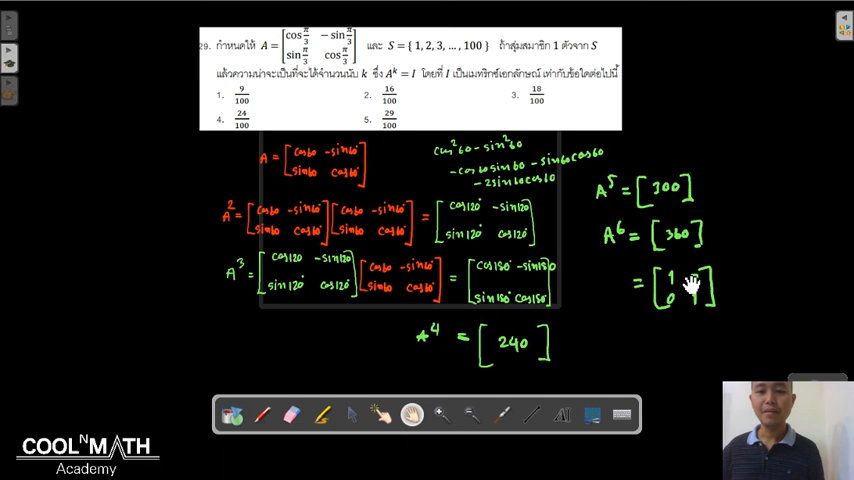 29. กำหนดให้ A = [cos π/3 −sin π/3 sin π/3 cos π/3] และ S = { 1, 2, 3, … , 100 } ถ้าสุ่มสมาชิก 1 ตัวจาก S
แล้วความน่าจะเป็นที่จะได้จำนวนนับ k ซึ่ง A^k = I โดยที่ I เป็นเมทริกซ์เอกลักษณ์ เท่ากับข้อใดต่อไปนี้
1. 9/100 2. 16/100 3. 18/100
4. 24/100 5. 29/100
A = [cos60 -sin60° sin60 cos60°]
cos²60 - sin²60
-cos60sin60 - sin60cos60
-2sin60cos60
A² = [cos60 -sin60° sin60 cos60°][cos60 -sin60° sin60 cos60°] = [cos120° -sin120 sin120° cos120°]
A³ = [cos120 -sin120° sin120° cos120°][cos60 -sin60° sin60 cos60°] = [cos180° -sin180 sin180° cos180°]
A⁴ = [240]
A⁵ = [300]
A⁶ = [360]
= [1 0
COOL N MATH
Academy